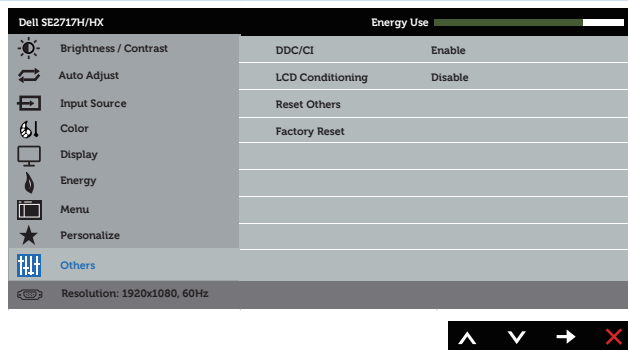 Dell SE2717H/HX Energy Use
Brightness / Contrast
Auto Adjust
Input Source
Color
Display
Energy
Menu
Personalize
Others
DDC/CI Enable
LCD Conditioning Disable
Reset Others
Factory Reset
Resolution: 1920x1080, 60Hz